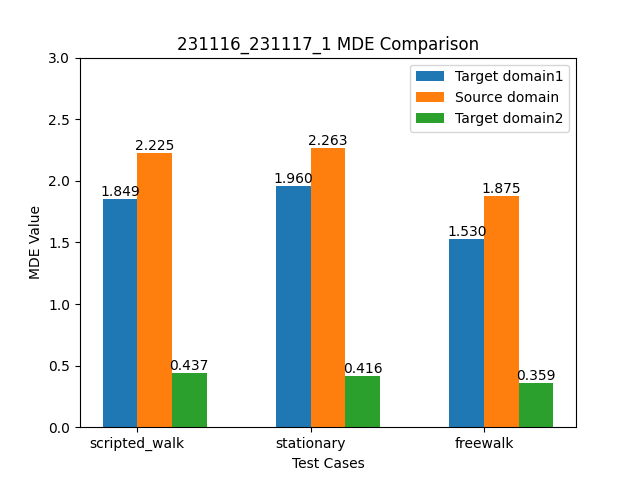 231116_231117_1 MDE Comparison
3.0
2.5
2.0
1.5
1.0
0.5
0.0
MDE Value
Target domain1
Source domain
Target domain2
1.849
2.225
0.437
1.960
2.263
0.416
1.530
1.875
0.359
scripted_walk
stationary
freewalk
Test Cases